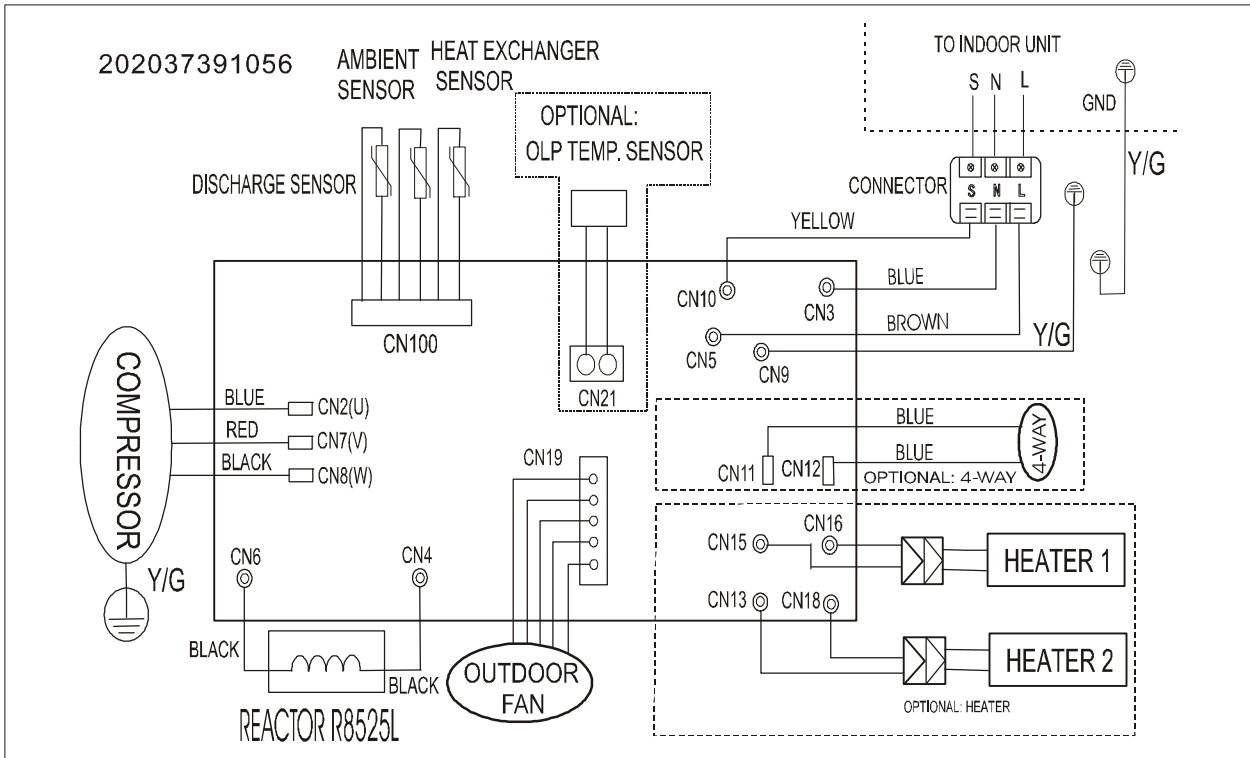 202037391056
AMBIENT
SENSOR
HEAT EXCHANGER
SENSOR
DISCHARGE SENSOR
OPTIONAL:
OLP TEMP. SENSOR
TO INDOOR UNIT
S N L
GND
Y/G
CONNECTOR
S N L
YELLOW
CN10
CN3
BLUE
CN5
BROWN
CN9
Y/G
CN100
CN21
COMPRESSOR
BLUE
CN2(U)
RED
CN7(V)
BLACK
CN8(W)
Y/G
CN19
BLUE
BLUE
CN11
CN12
OPTIONAL: 4-WAY
4-WAY
CN6
CN4
BLACK
BLACK
REACTOR R8525L
OUTDOOR
FAN
CN15
CN16
HEATER 1
CN13
CN18
HEATER 2
OPTIONAL: HEATER